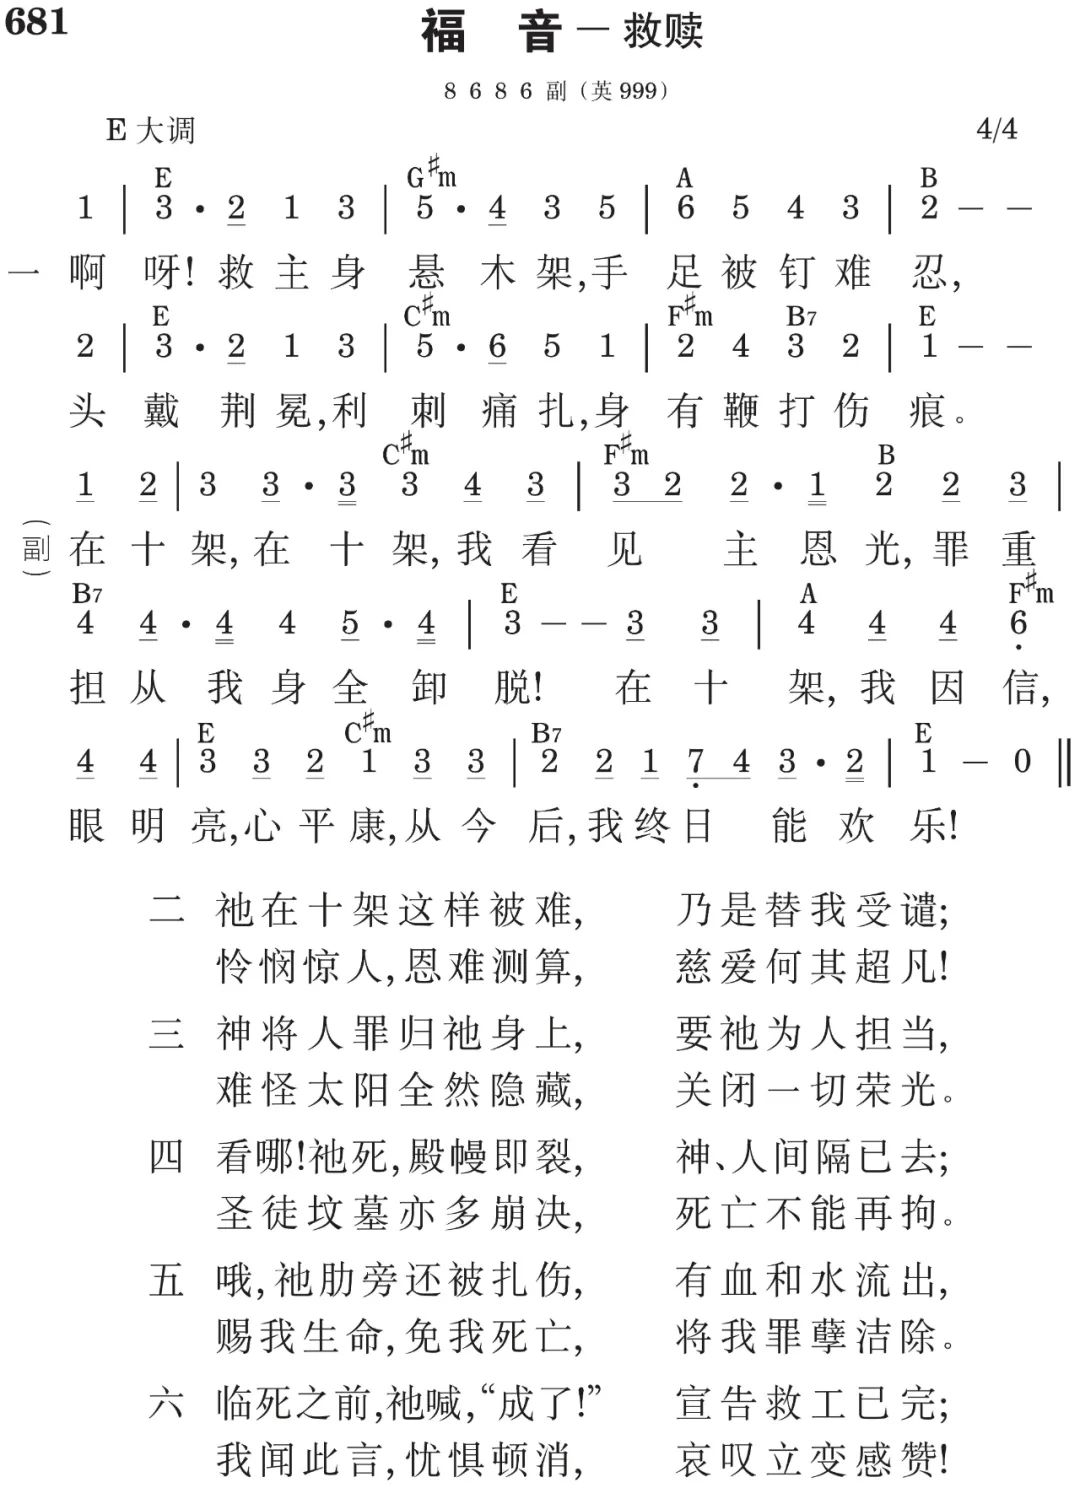 681
福 音 — 救赎
8 6 8 6 副（英 999）
E 大调 4/4
E G♯m A B
1 | 3 · 2 1 3 | 5 · 4 3 5 | 6 5 4 3 | 2 — —
一 啊 呀! 救 主 身 悬 木 架, 手 足 被 钉 难 忍,
E C♯m F♯m B7 E
2 | 3 · 2 1 3 | 5 · 6 5 1 | 2 4 3 2 | 1 — —
头 戴 荆 冕, 利 刺 痛 扎, 身 有 鞭 打 伤 痕。
C♯m F♯m B
1 2 | 3 3 · 3 3 4 3 | 3 2 2 · 1 2 2 3 |
（副） 在 十 架, 在 十 架, 我 看 见 主 恩 光, 罪 重
B7 E A F♯m
4 4 · 4 4 5 · 4 | 3 — — 3 3 | 4 4 4 6
担 从 我 身 全 卸 脱! 在 十 架, 我 因 信,
E C♯m B7 E
4 4 | 3 3 2 1 3 3 | 2 2 1 7 4 3 · 2 | 1 — 0 ‖
眼 明 亮, 心 平 康, 从 今 后, 我 终 日 能 欢 乐!
二 祂在十架这样被难, 乃是替我受谴;
怜悯惊人, 恩难测算, 慈爱何其超凡!
三 神将人罪归祂身上, 要祂为人担当,
难怪太阳全然隐藏, 关闭一切荣光。
四 看哪!祂死, 殿幔即裂, 神、人间隔已去;
圣徒坟墓亦多崩决, 死亡不能再拘。
五 哦, 祂肋旁还被扎伤, 有血和水流出,
赐我生命, 免我死亡, 将我罪孽洁除。
六 临死之前, 祂喊, “成了!” 宣告救工已完;
我闻此言, 忧惧顿消, 哀叹立变感赞!